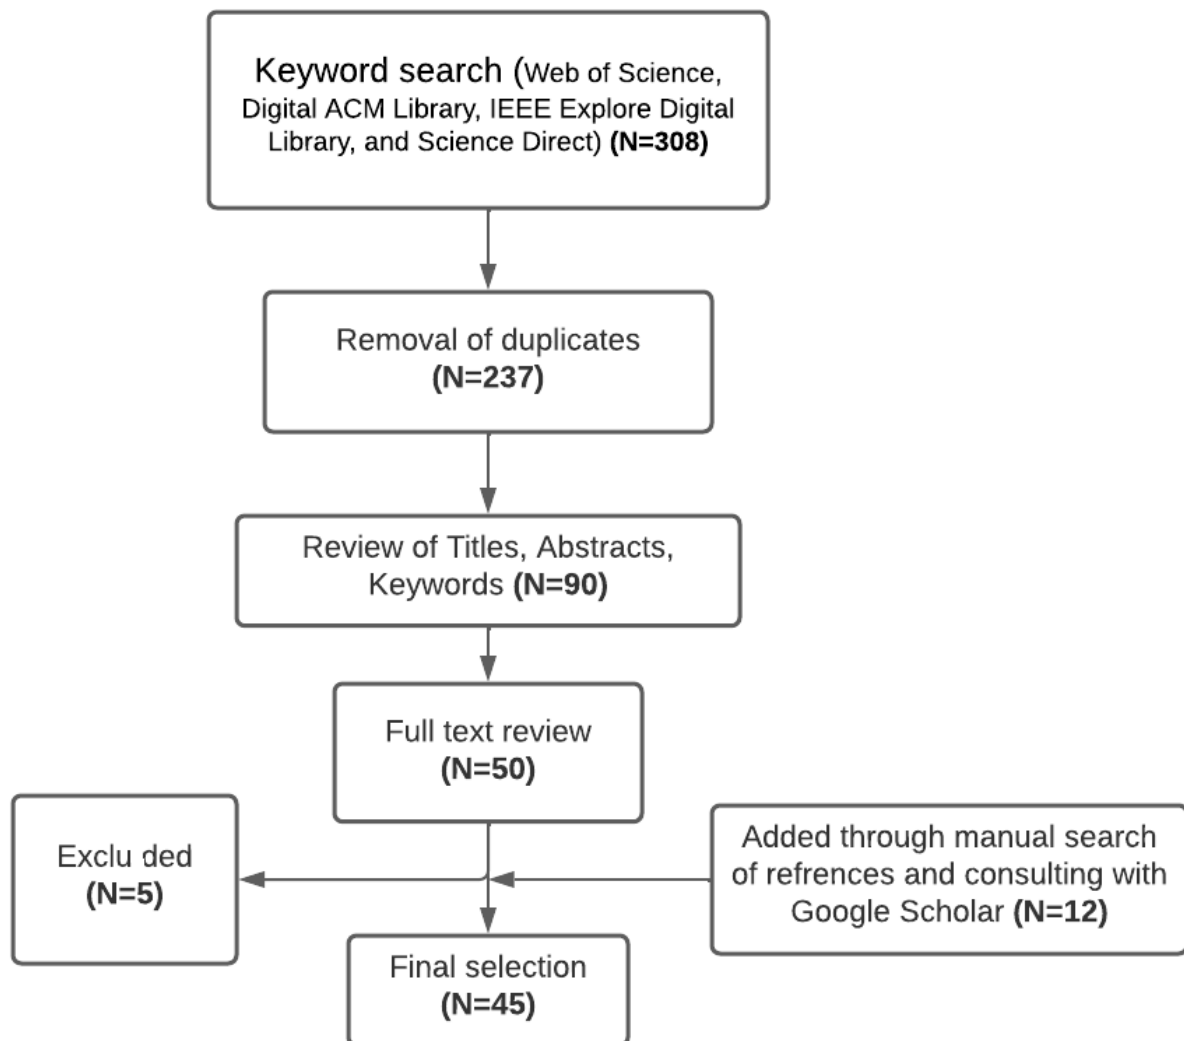 Keyword search (Web of Science,
Digital ACM Library, IEEE Explore Digital
Library, and Science Direct) (N=308)
Removal of duplicates
(N=237)
Review of Titles, Abstracts,
Keywords (N=90)
Full text review
(N=50)
Exclu ded
(N=5)
Added through manual search
of refrences and consulting with
Google Scholar (N=12)
Final selection
(N=45)